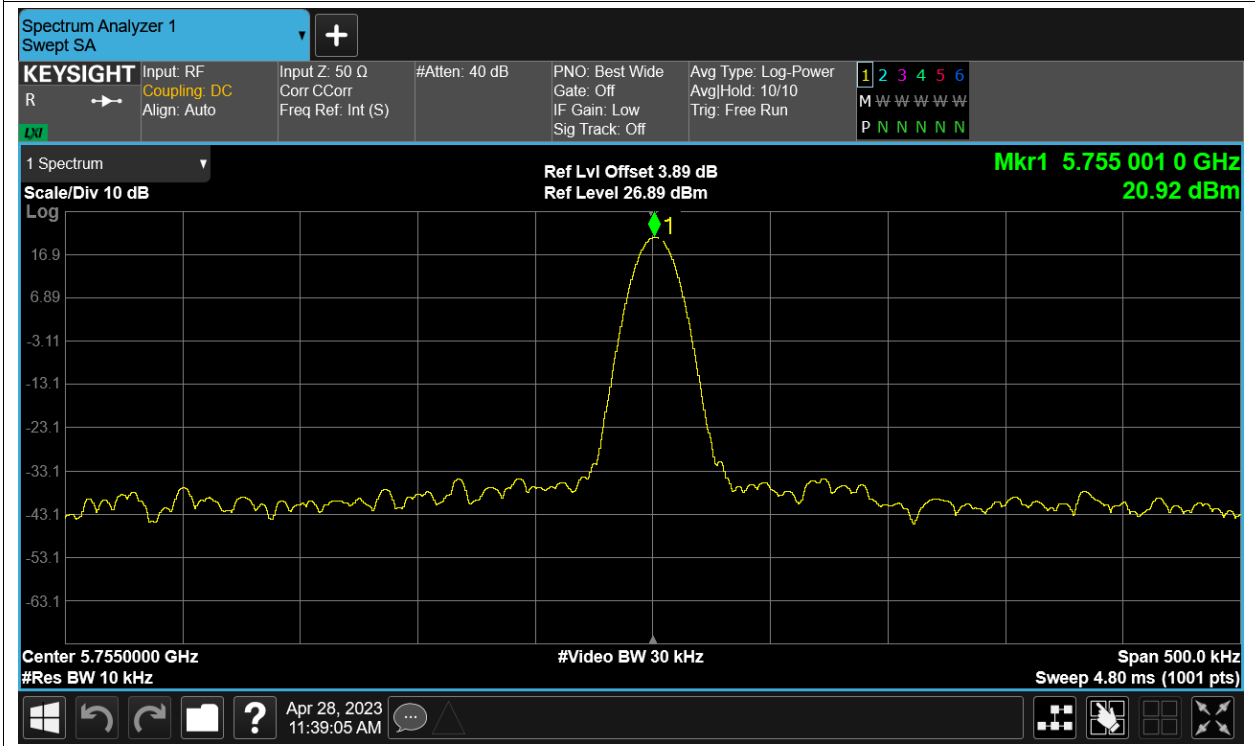 Spectrum Analyzer 1
Swept SA
KEYSIGHT
R
LXI
Input: RF
Coupling: DC
Align: Auto
Input Z: 50 Ω
Corr CCorr
Freq Ref: Int (S)
#Atten: 40 dB
PNO: Best Wide
Gate: Off
IF Gain: Low
Sig Track: Off
Avg Type: Log-Power
Avg|Hold: 10/10
Trig: Free Run
1 2 3 4 5 6
M W W W W W
P N N N N N
1 Spectrum
Scale/Div 10 dB
Log
Ref Lvl Offset 3.89 dB
Ref Level 26.89 dBm
Mkr1 5.755 001 0 GHz
20.92 dBm
1
16.9
6.89
-3.11
-13.1
-23.1
-33.1
-43.1
-53.1
-63.1
Center 5.7550000 GHz
#Res BW 10 kHz
#Video BW 30 kHz
Span 500.0 kHz
Sweep 4.80 ms (1001 pts)
?
Apr 28, 2023
11:39:05 AM